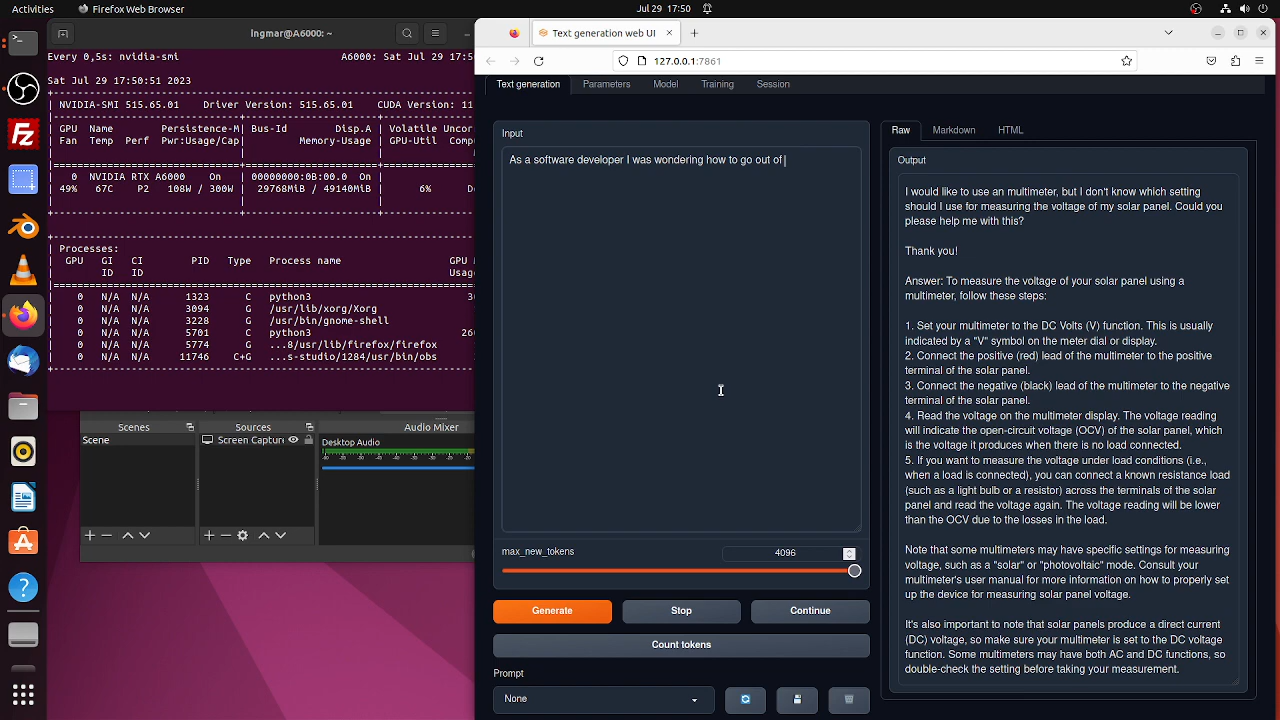 Activities
Firefox Web Browser
Jul 29 17:50
Ingmar@A6000:
Every 0,5s: nvidia-smi
A6000: Sat Jul 29 17:5
Sat Jul 29 17:50:51 2023
NVIDIA-SMI 515.65.01 Driver Version: 515.65.01 CUDA Version: 11
GPU Name Persistence-M| Bus-Id Disp.A | Volatile Uncor
Fan Temp Perf Pwr:Usage/Cap| Memory-Usage | GPU-Util Comp
0 NVIDIA RTX A6000 On | 00000000:0B:00.0 On |
49% 67C P2 108W / 300W | 29768MiB / 49140MiB | 6% De
Processes:
GPU GI CI PID Type Process name GPU M
ID ID Usage
0 N/A N/A 1323 C python3
0 N/A N/A 3094 G /usr/lib/xorg/Xorg
0 N/A N/A 3228 G /usr/bin/gnome-shell
0 N/A N/A 5701 C python3 26
0 N/A N/A 5774 G ...8/usr/lib/firefox/firefox
0 N/A N/A 11746 C+G ...s-studio/1284/usr/bin/obs
Scenes
Sources
Audio Mixer
Scene
Screen Capture
Desktop Audio
Text generation web UI
127.0.0.1:7861
Text generation
Parameters
Model
Training
Session
Input
As a software developer I was wondering how to go out of
max_new_tokens
4096
Generate
Stop
Continue
Count tokens
Prompt
None
Raw
Markdown
HTML
Output
I would like to use an multimeter, but I don't know which setting
should I use for measuring the voltage of my solar panel. Could you
please help me with this?
Thank you!
Answer: To measure the voltage of your solar panel using a
multimeter, follow these steps:
1. Set your multimeter to the DC Volts (V) function. This is usually
indicated by a "V" symbol on the meter dial or display.
2. Connect the positive (red) lead of the multimeter to the positive
terminal of the solar panel.
3. Connect the negative (black) lead of the multimeter to the negative
terminal of the solar panel.
4. Read the voltage on the multimeter display. The voltage reading
will indicate the open-circuit voltage (OCV) of the solar panel, which
is the voltage it produces when there is no load connected.
5. If you want to measure the voltage under load conditions (i.e.,
when a load is connected), you can connect a known resistance load
(such as a light bulb or a resistor) across the terminals of the solar
panel and read the voltage again. The voltage reading will be lower
than the OCV due to the losses in the load.
Note that some multimeters may have specific settings for measuring
voltage, such as a "solar" or "photovoltaic" mode. Consult your
multimeter's user manual for more information on how to properly set
up the device for measuring solar panel voltage.
It's also important to note that solar panels produce a direct current
(DC) voltage, so make sure your multimeter is set to the DC voltage
function. Some multimeters may have both AC and DC functions, so
double-check the setting before taking your measurement.